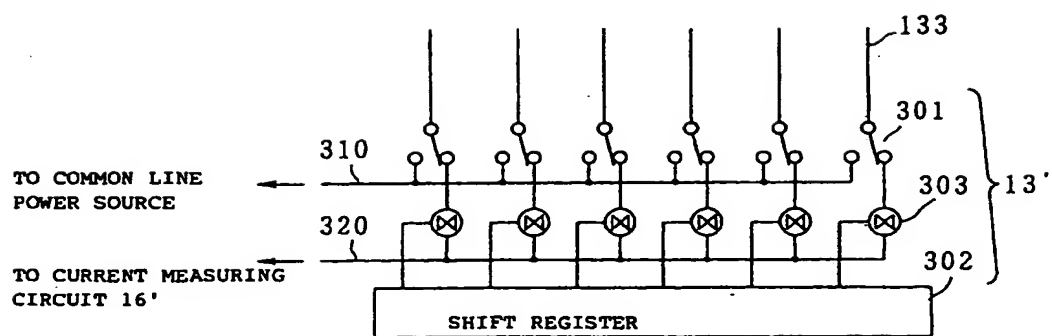 133
301
310
TO COMMON LINE
POWER SOURCE
303
13'
320
TO CURRENT MEASURING
CIRCUIT 16'
302
SHIFT REGISTER